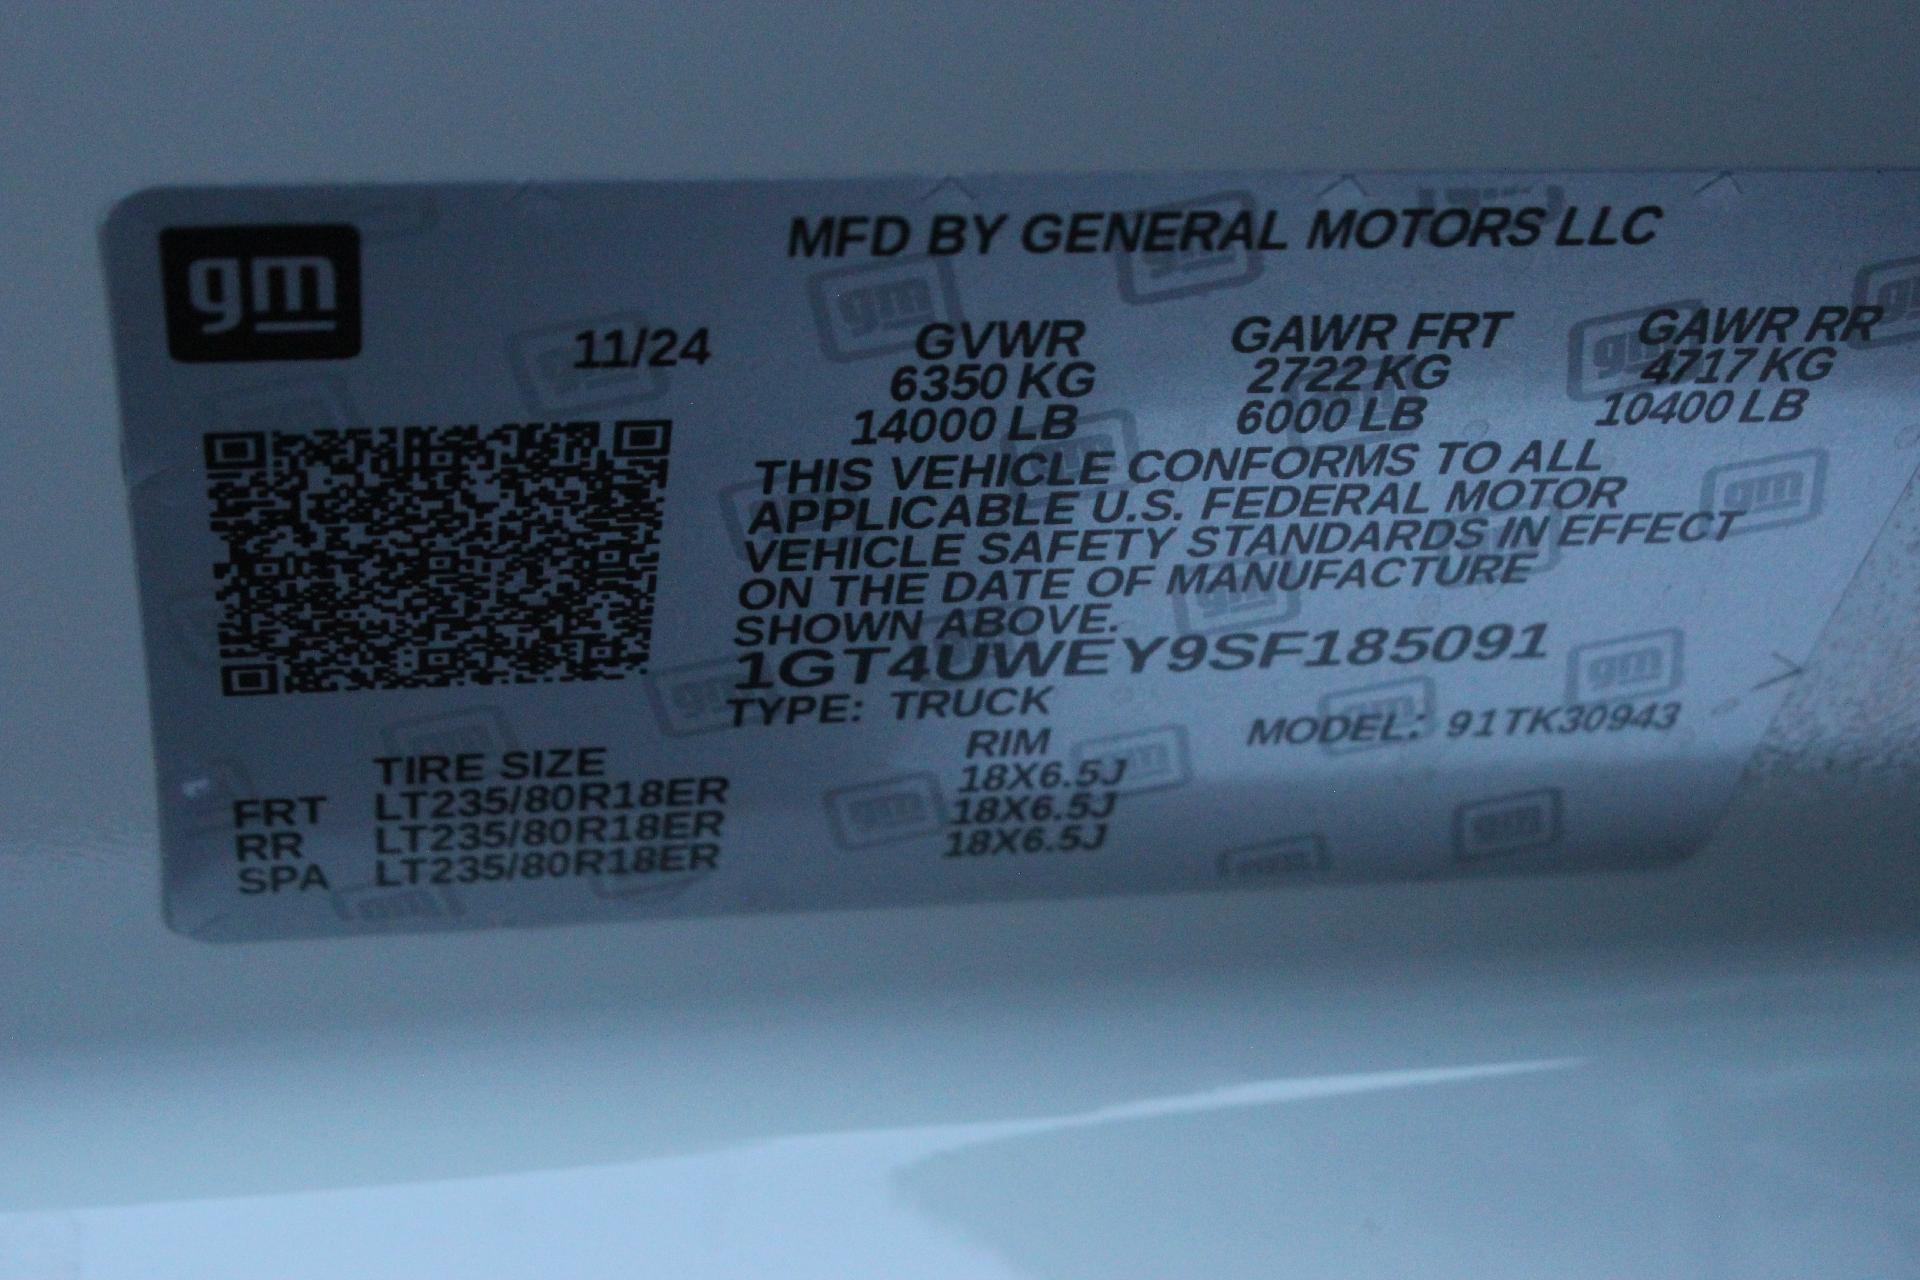 gm
MFD BY GENERAL MOTORS LLC
11/24 GVWR GAWR FRT GAWR RR
6350 KG 2722 KG 4717 KG
14000 LB 6000 LB 10400 LB
THIS VEHICLE CONFORMS TO ALL
APPLICABLE U.S. FEDERAL MOTOR
VEHICLE SAFETY STANDARDS IN EFFECT
ON THE DATE OF MANUFACTURE
SHOWN ABOVE.
1GT4UWEY9SF185091
TYPE: TRUCK MODEL: 91TK30943
TIRE SIZE RIM
FRT LT235/80R18ER 18X6.5J
RR LT235/80R18ER 18X6.5J
SPA LT235/80R18ER 18X6.5J